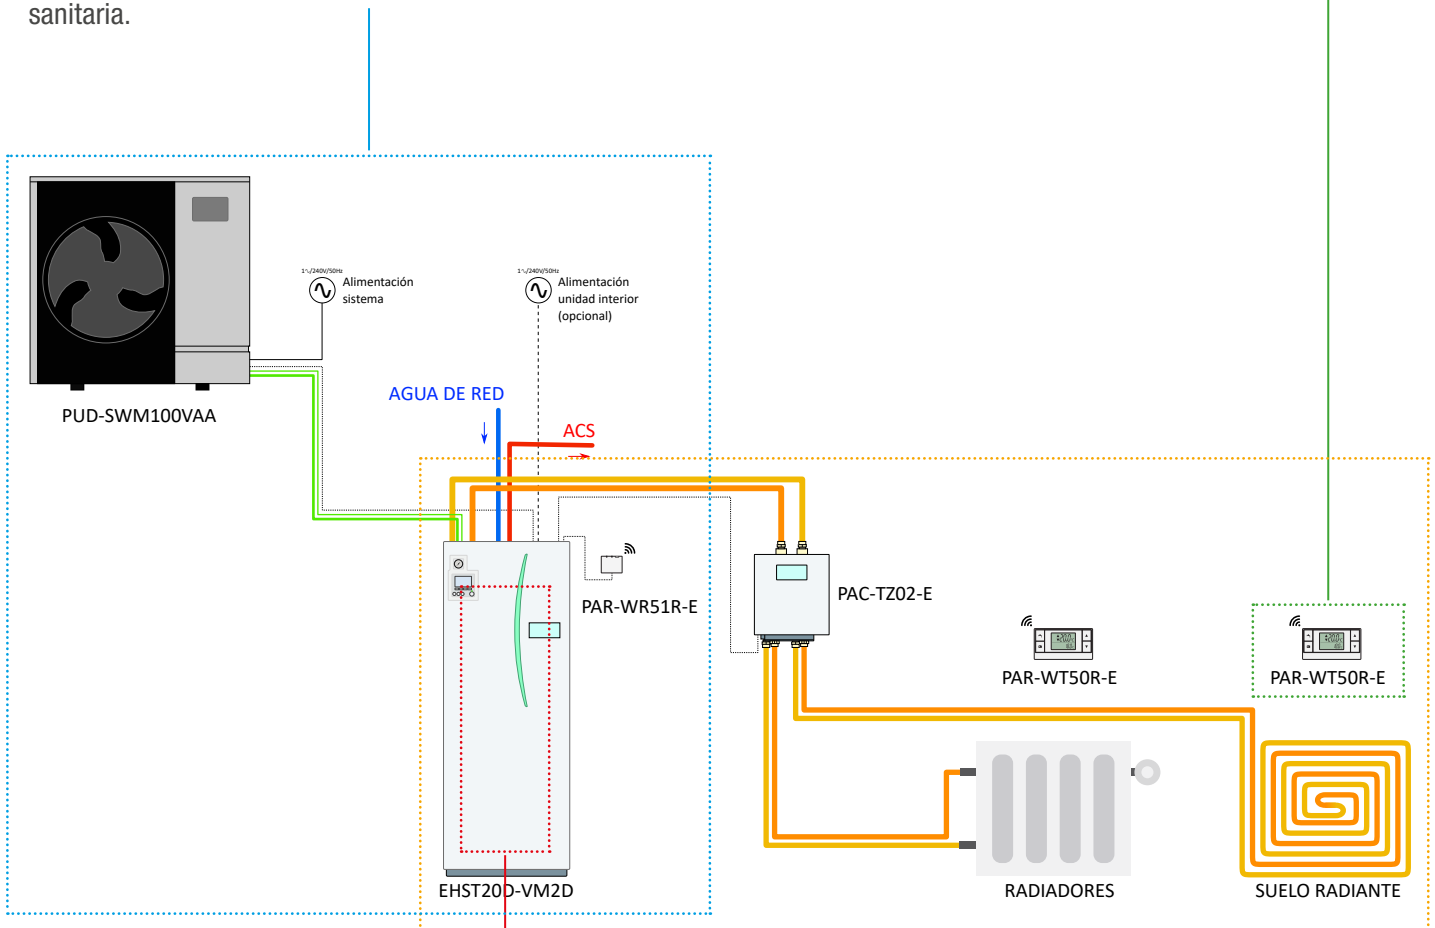 sanitaria.
1∿/240V/50Hz
Alimentación
sistema
1∿/240V/50Hz
Alimentación
unidad interior
(opcional)
AGUA DE RED
PUD-SWM100VAA
ACS
PAR-WR51R-E
PAC-TZ02-E
PAR-WT50R-E
PAR-WT50R-E
EHST20D-VM2D
RADIADORES
SUELO RADIANTE